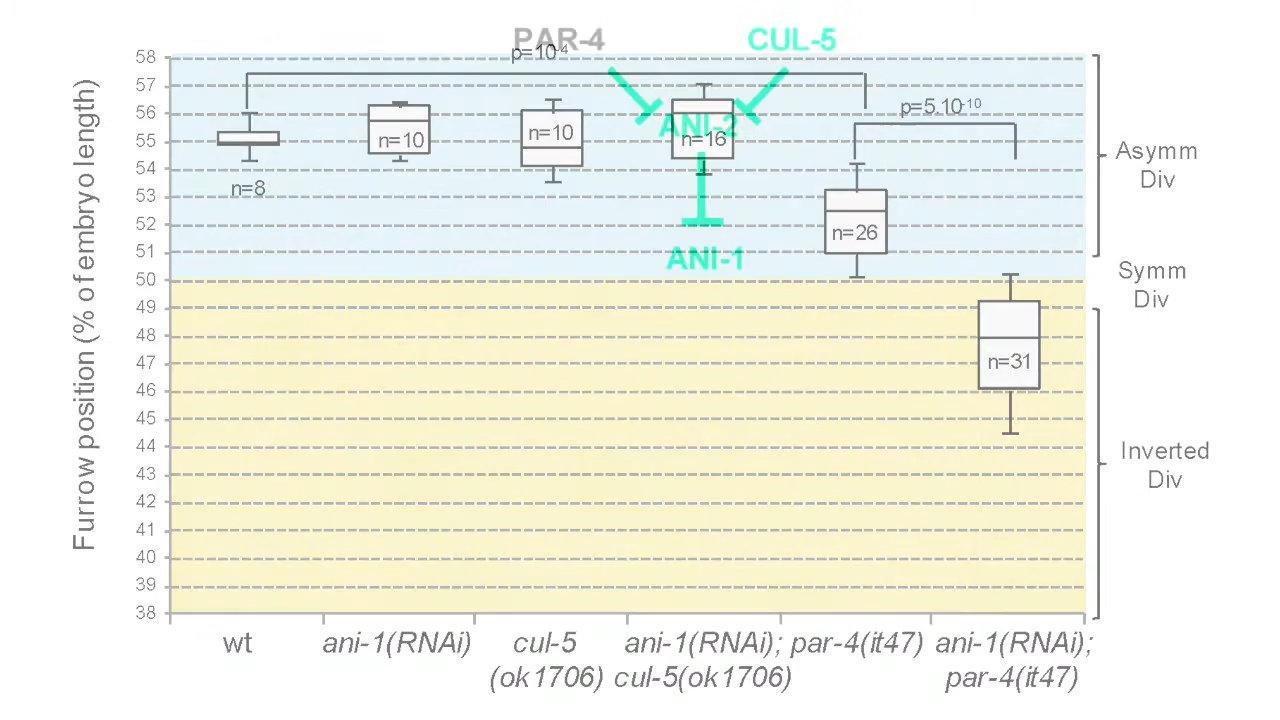 PAR-4 CUL-5
p=10-4
58
57
56
55
54
53
52
51
50
49
48
47
46
45
44
43
42
41
40
39
38
Furrow position (% of embryo length)
p=5.10-10
ANI-2
n=8
n=10
n=10
n=16
n=26
n=31
ANI-1
Asymm
Div
Symm
Div
Inverted
Div
wt
ani-1(RNAi)
cul-5
(ok1706)
ani-1(RNAi);
cul-5(ok1706)
par-4(it47)
ani-1(RNAi);
par-4(it47)